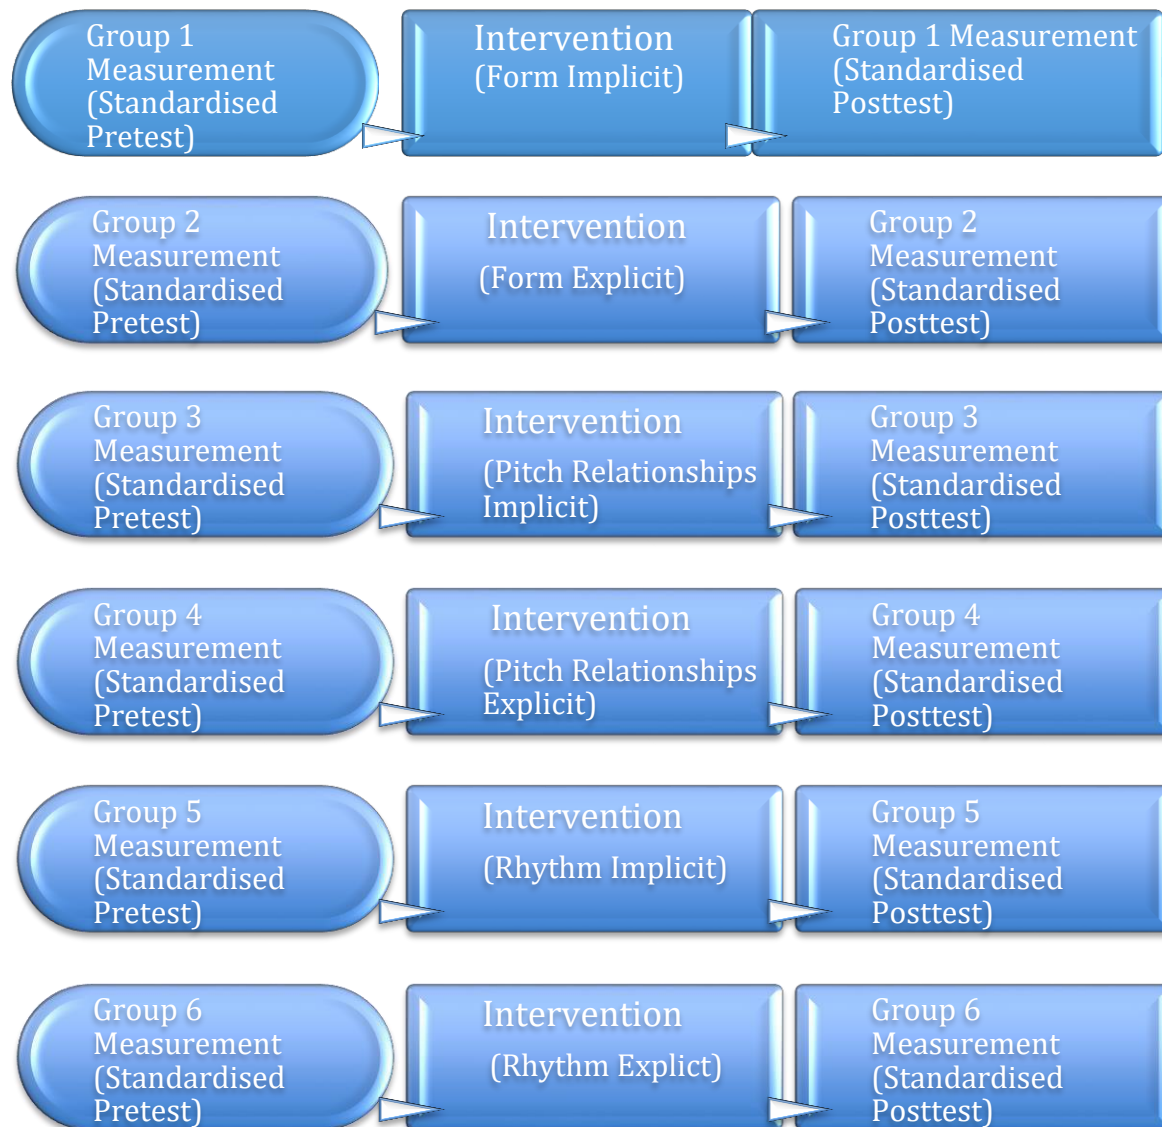 Group 1
Measurement
(Standardised
Pretest)
Intervention
(Form Implicit)
Group 1 Measurement
(Standardised
Posttest)
Group 2
Measurement
(Standardised
Pretest)
Intervention
(Form Explicit)
Group 2
Measurement
(Standardised
Posttest)
Group 3
Measurement
(Standardised
Pretest)
Intervention
(Pitch Relationships
Implicit)
Group 3
Measurement
(Standardised
Posttest)
Group 4
Measurement
(Standardised
Pretest)
Intervention
(Pitch Relationships
Explicit)
Group 4
Measurement
(Standardised
Posttest)
Group 5
Measurement
(Standardised
Pretest)
Intervention
(Rhythm Implicit)
Group 5
Measurement
(Standardised
Posttest)
Group 6
Measurement
(Standardised
Pretest)
Intervention
(Rhythm Explict)
Group 6
Measurement
(Standardised
Posttest)